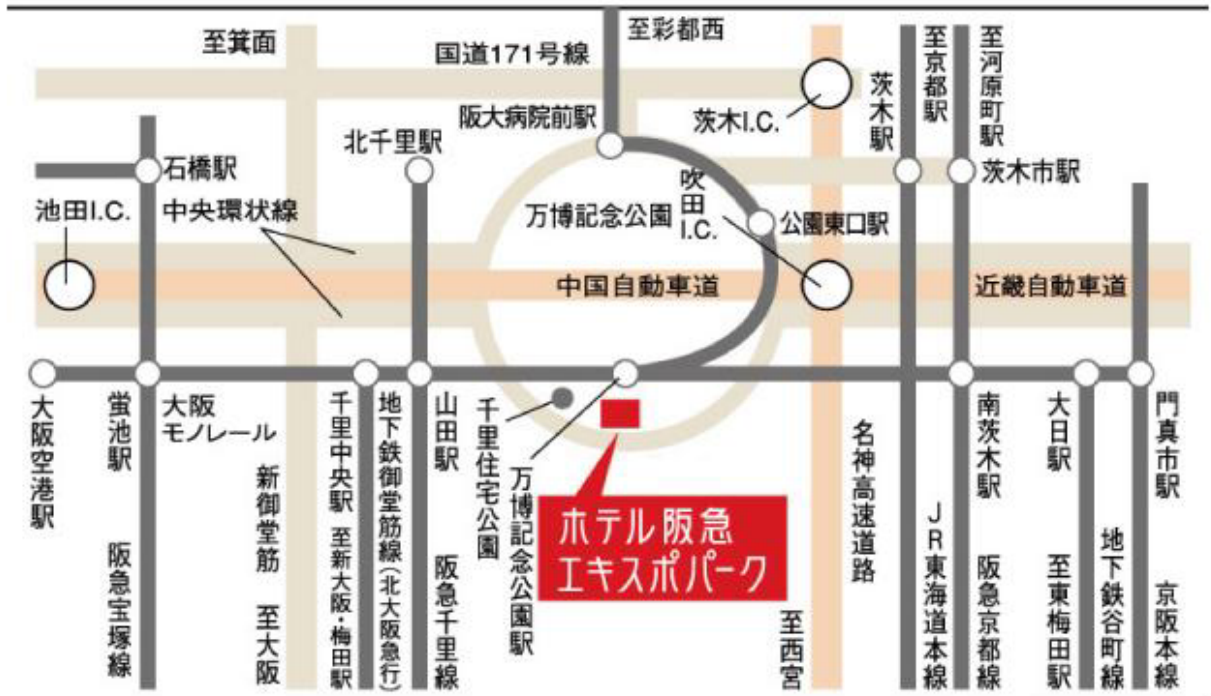 至箕面
国道171号線
至彩都西
茨木駅
至京都駅
至河原町駅
阪大病院前駅
茨木I.C.
北千里駅
石橋駅
茨木市駅
池田I.C.
中央環状線
万博記念公園
吹田I.C.
公園東口駅
中国自動車道
近畿自動車道
大阪空港駅
蛍池駅
大阪
モノレール
千里中央駅
至新大阪・梅田駅
地下鉄御堂筋線(北大阪急行)
山田駅
千里住宅公園
万博記念公園駅
名神高速道路
南茨木駅
大日駅
門真市駅
新御堂筋
至大阪
ホテル阪急
エキスポパーク
阪急宝塚線
阪急千里線
至西宮
JR東海道本線
阪急京都線
至東梅田駅
地下鉄谷町線
京阪本線